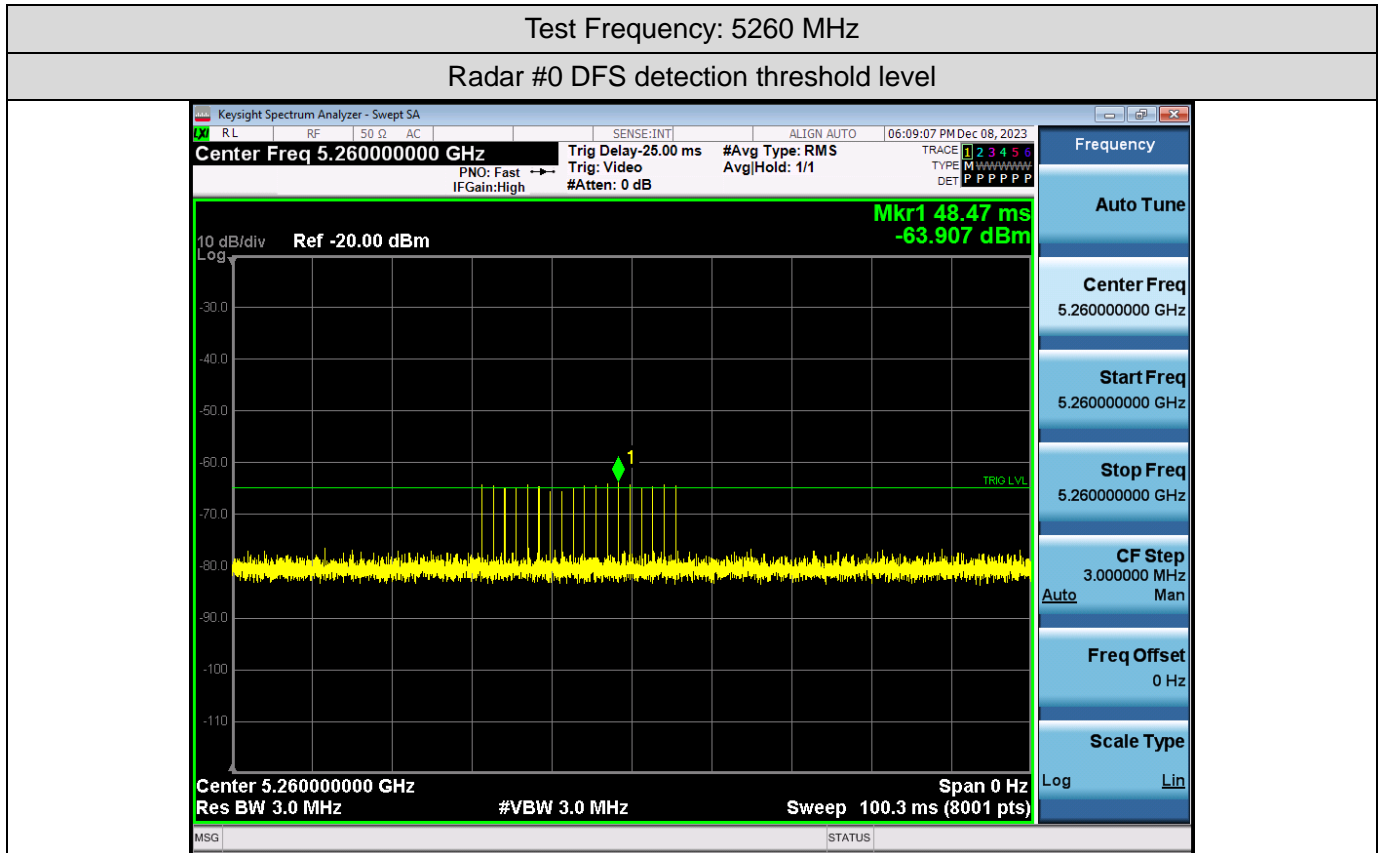 Test Frequency: 5260 MHz
Radar #0 DFS detection threshold level
Keysight Spectrum Analyzer - Swept SA
LXI RL RF 50 Ω AC SENSE:INT ALIGN AUTO 06:09:07 PM Dec 08, 2023
Center Freq 5.260000000 GHz
PNO: Fast
IFGain:High
Trig Delay-25.00 ms
Trig: Video
#Atten: 0 dB
#Avg Type: RMS
Avg|Hold: 1/1
TRACE 1 2 3 4 5 6
TYPE M WWWWW
DET P P P P P P
Mkr1 48.47 ms
-63.907 dBm
10 dB/div Ref -20.00 dBm
Log
-30.0
-40.0
-50.0
-60.0
-70.0
-80.0
-90.0
-100
-110
1
TRIG LVL
Center 5.260000000 GHz Span 0 Hz
Res BW 3.0 MHz #VBW 3.0 MHz Sweep 100.3 ms (8001 pts)
MSG STATUS
Frequency
Auto Tune
Center Freq
5.260000000 GHz
Start Freq
5.260000000 GHz
Stop Freq
5.260000000 GHz
CF Step
3.000000 MHz
Auto Man
Freq Offset
0 Hz
Scale Type
Log Lin